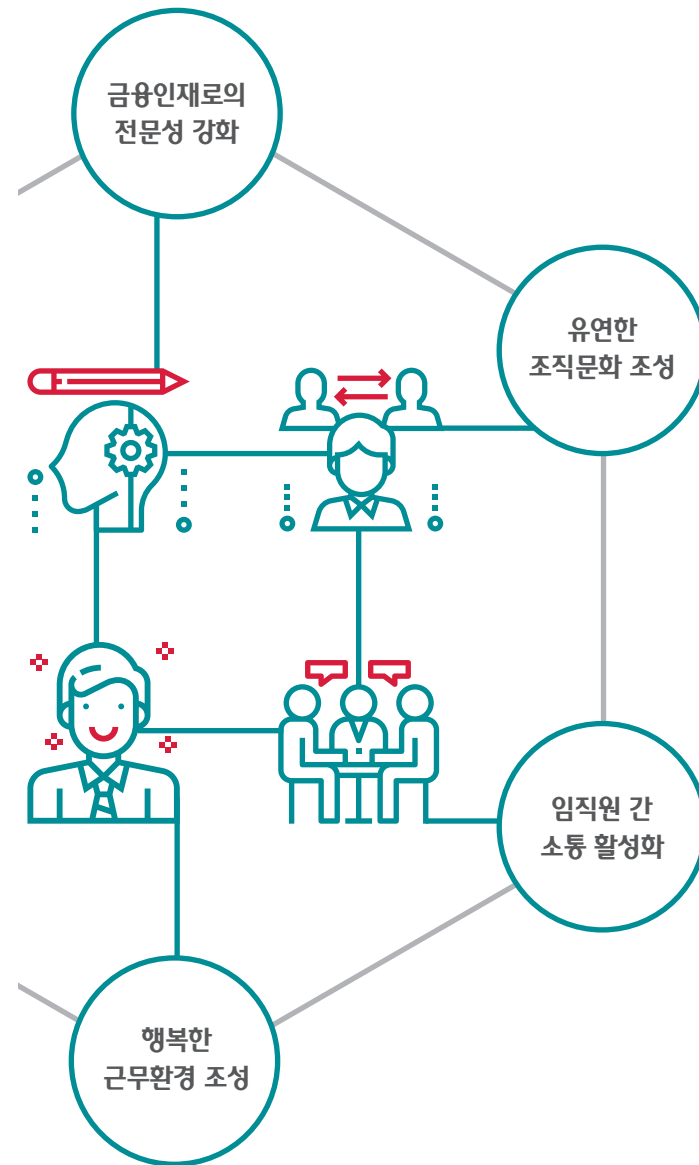 금융인재로의
전문성 강화
유연한
조직문화 조성
임직원 간
소통 활성화
행복한
근무환경 조성